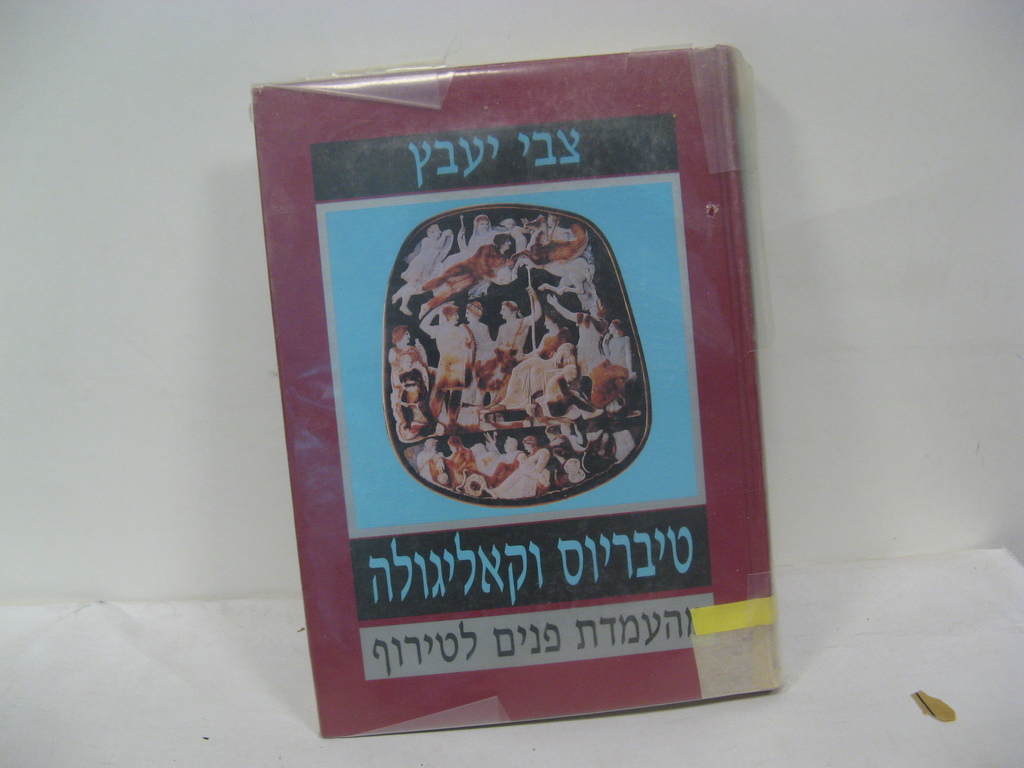 צבי יעבץ
טיבריוס וקאליגולה
מהעמדת פנים לטירוף